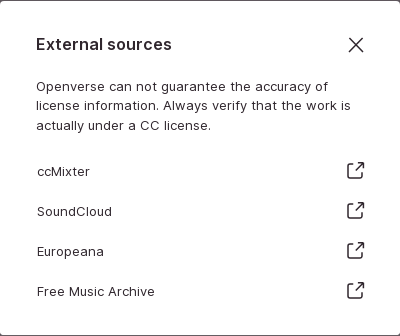 External sources
Openverse can not guarantee the accuracy of
license information. Always verify that the work is
actually under a CC license.
ccMixter
SoundCloud
Europeana
Free Music Archive